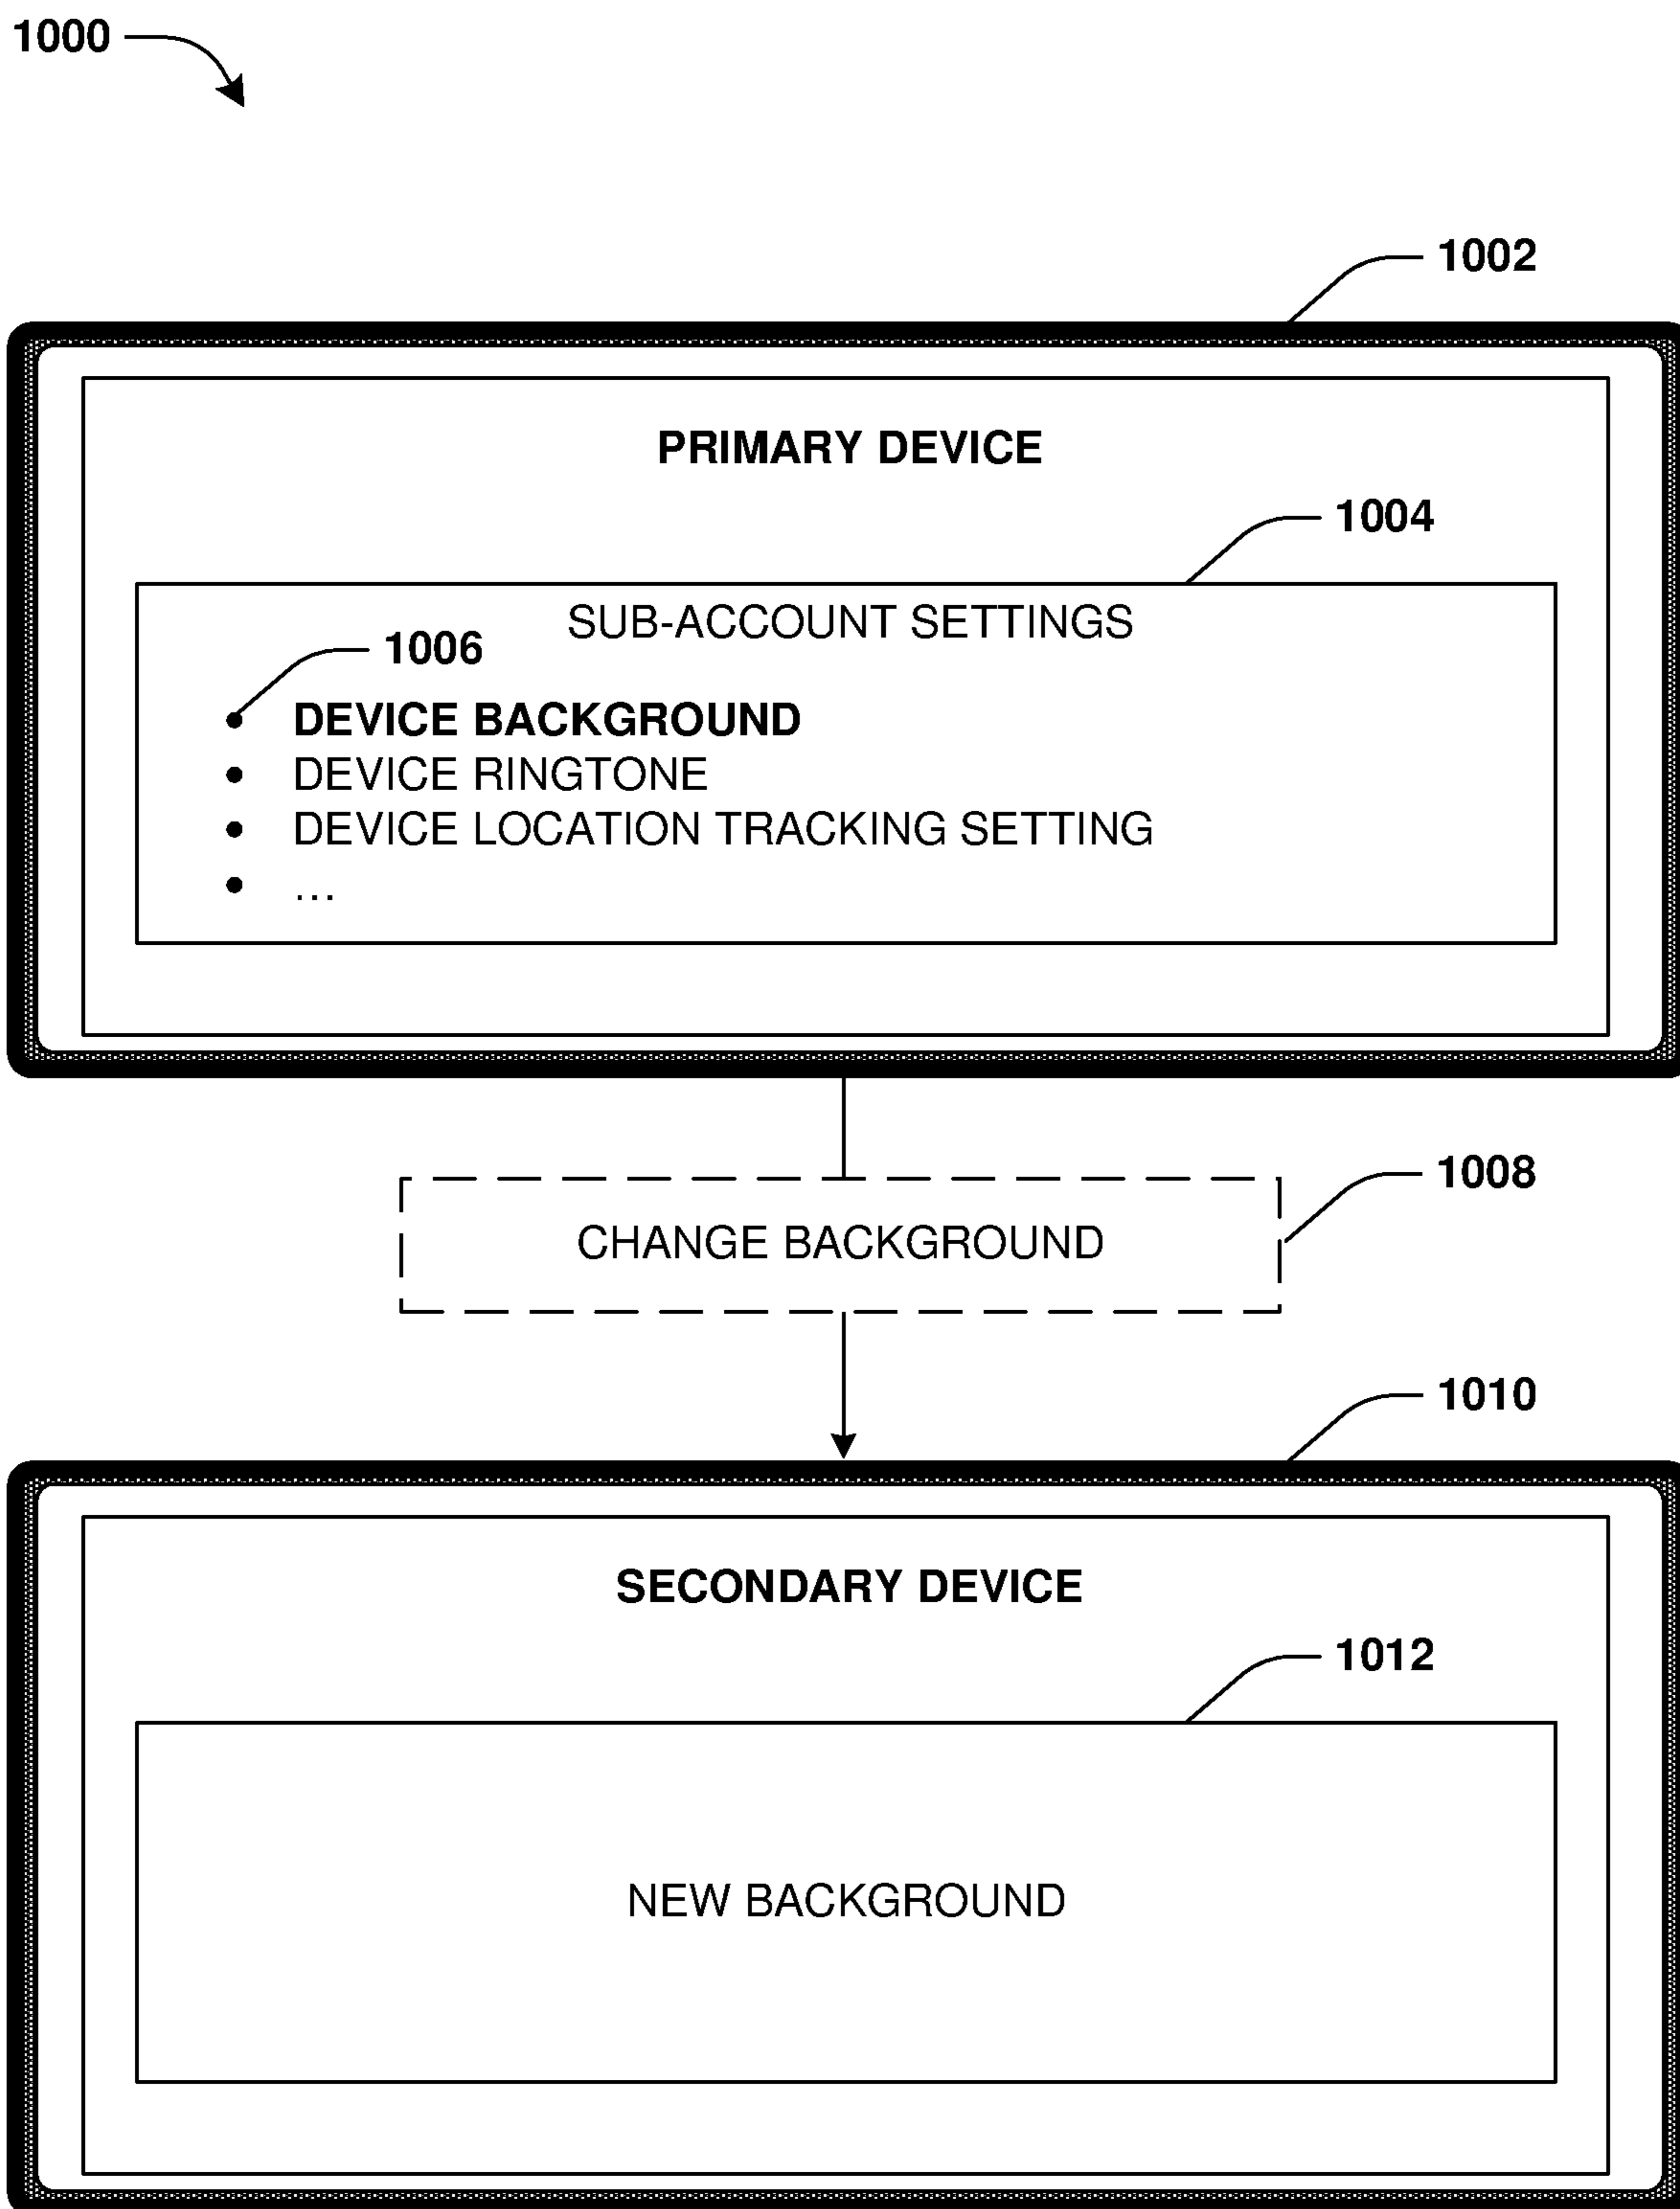 1000
1002
PRIMARY DEVICE
1004
SUB-ACCOUNT SETTINGS
1006
• DEVICE BACKGROUND
• DEVICE RINGTONE
• DEVICE LOCATION TRACKING SETTING
• ...
1008
CHANGE BACKGROUND
1010
SECONDARY DEVICE
1012
NEW BACKGROUND